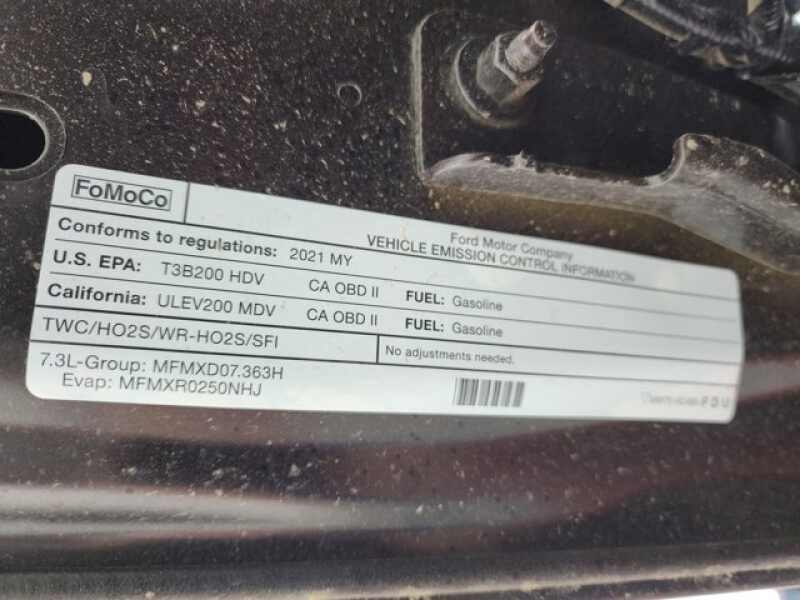 FoMoCo
Ford Motor Company
VEHICLE EMISSION CONTROL INFORMATION
Conforms to regulations: 2021 MY
U.S. EPA: T3B200 HDV CA OBD II FUEL: Gasoline
California: ULEV200 MDV CA OBD II FUEL: Gasoline
TWC/HO2S/WR-HO2S/SFI
No adjustments needed.
7.3L-Group: MFMXD07.363H
Evap: MFMXR0250NHJ